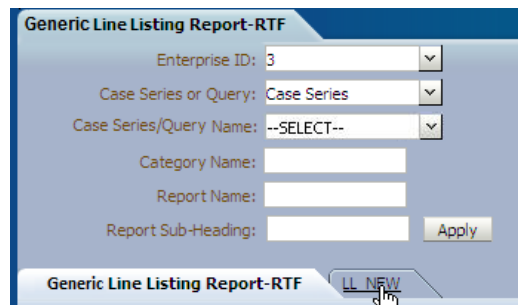 Generic Line Listing Report-RTF
Enterprise ID: 3
Case Series or Query: Case Series
Case Series/Query Name: --SELECT--
Category Name:
Report Name:
Report Sub-Heading: Apply
Generic Line Listing Report-RTF LL_NEW